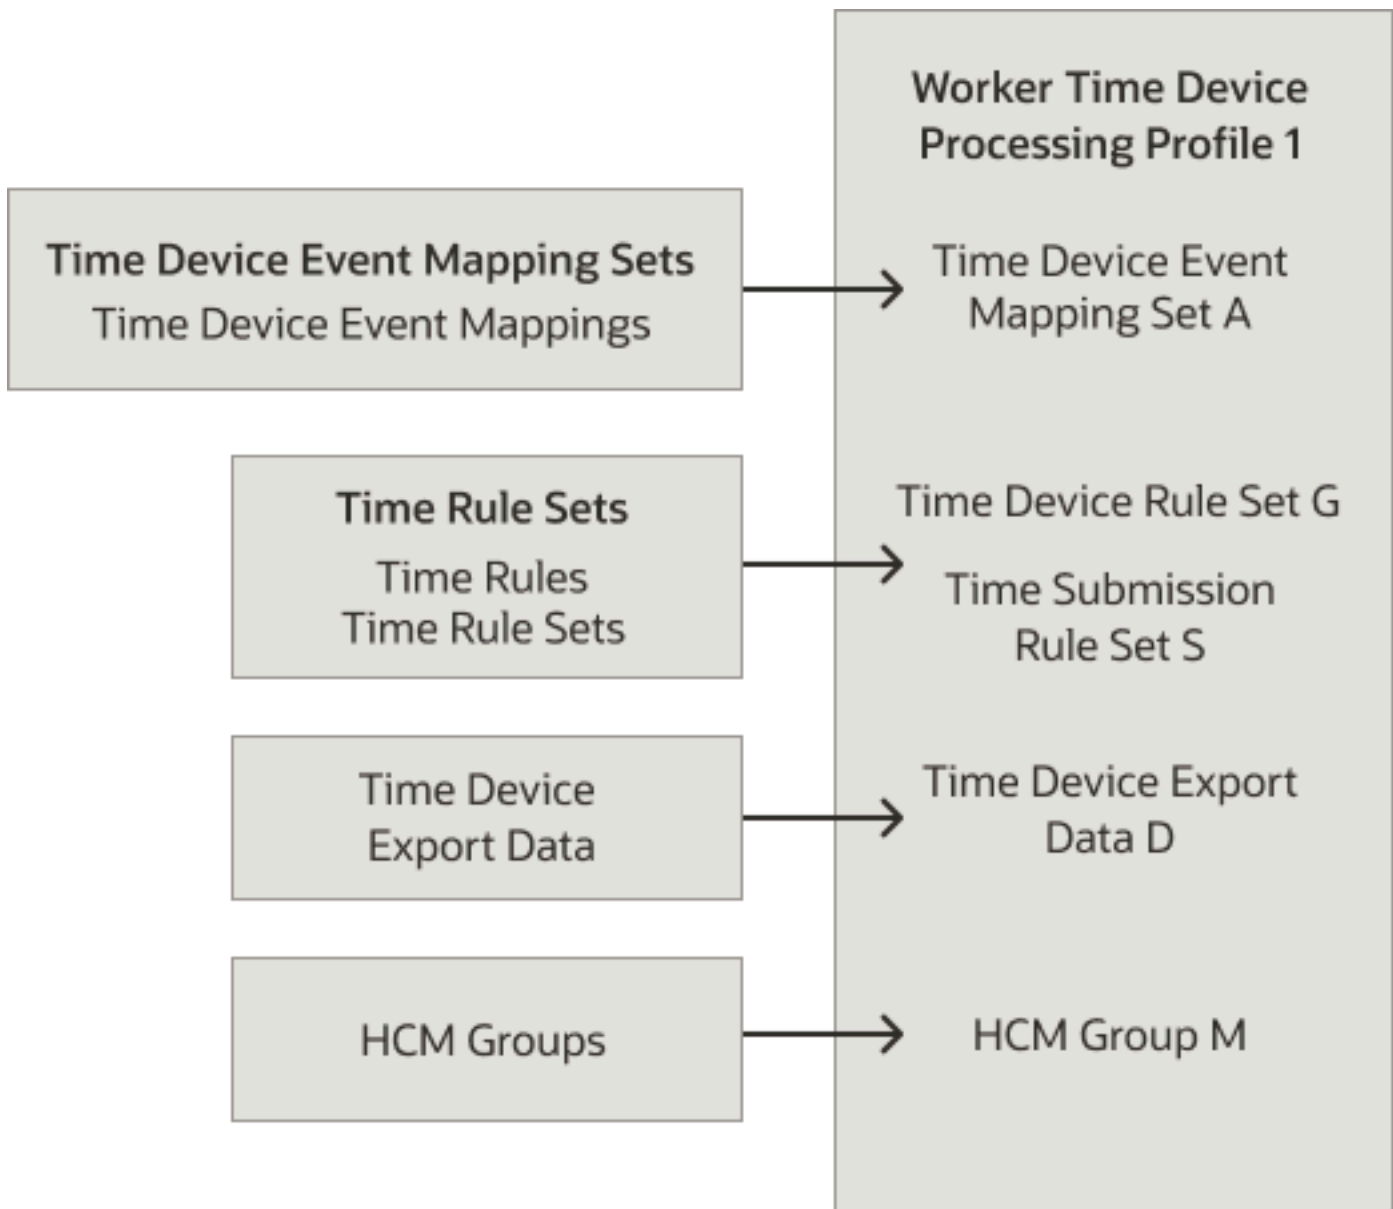 Worker Time Device
Processing Profile 1
Time Device Event Mapping Sets
Time Device Event Mappings
Time Device Event
Mapping Set A
Time Rule Sets
Time Rules
Time Rule Sets
Time Device Rule Set G
Time Submission
Rule Set S
Time Device
Export Data
Time Device Export
Data D
HCM Groups
HCM Group M